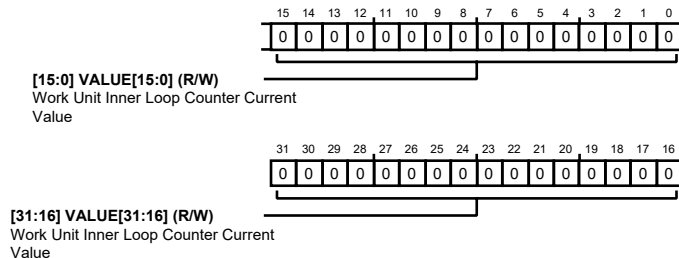 15 14 13 12 11 10 9 8 7 6 5 4 3 2 1 0
0 0 0 0 0 0 0 0 0 0 0 0 0 0 0 0
[15:0] VALUE[15:0] (R/W)
Work Unit Inner Loop Counter Current
Value
31 30 29 28 27 26 25 24 23 22 21 20 19 18 17 16
0 0 0 0 0 0 0 0 0 0 0 0 0 0 0 0
[31:16] VALUE[31:16] (R/W)
Work Unit Inner Loop Counter Current
Value